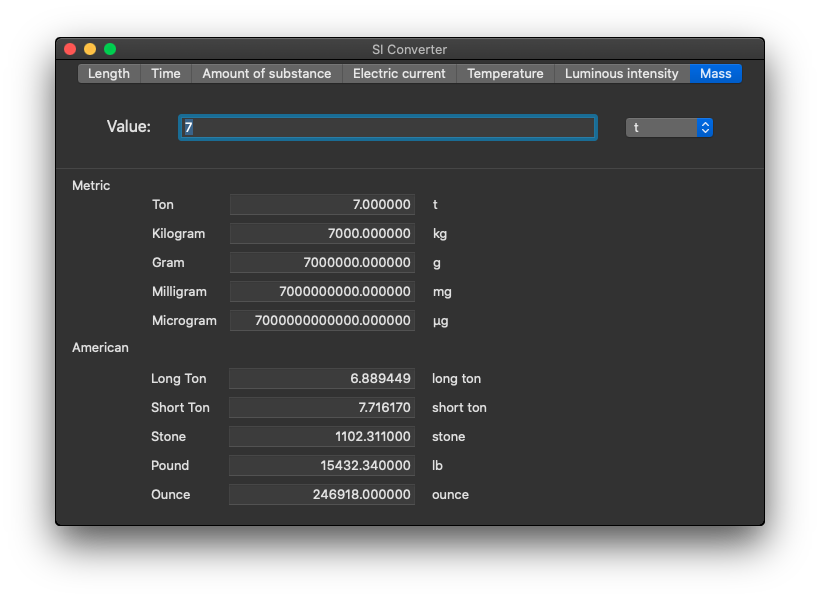 SI Converter
Length Time Amount of substance Electric current Temperature Luminous intensity Mass
Value: 7 t
Metric
Ton 7.000000 t
Kilogram 7000.000000 kg
Gram 7000000.000000 g
Milligram 7000000000.000000 mg
Microgram 7000000000000.000000 µg
American
Long Ton 6.889449 long ton
Short Ton 7.716170 short ton
Stone 1102.311000 stone
Pound 15432.340000 lb
Ounce 246918.000000 ounce